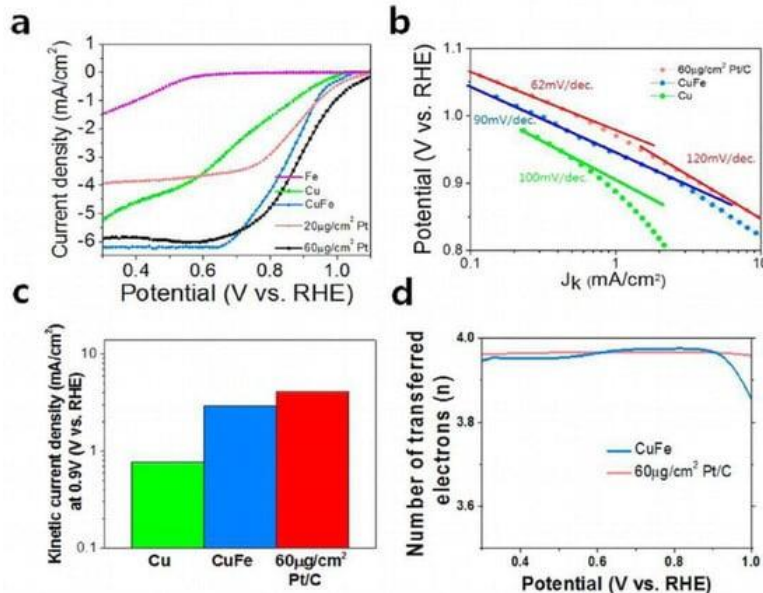 a
Current density (mA/cm²)
1
0
-1
-2
-3
-4
-5
-6
0.4
0.6
0.8
1.0
Potential (V vs. RHE)
Fe
Cu
CuFe
20µg/cm² Pt
60µg/cm² Pt
b
Potential (V vs. RHE)
1.1
1.0
0.9
0.8
0.1
1
10
Jk (mA/cm²)
62mV/dec.
90mV/dec.
100mV/dec.
120mV/dec.
60µg/cm² Pt/C
CuFe
Cu
c
Kinetic current density (mA/cm²)
at 0.9V (V vs. RHE)
10
1
0.1
Cu
CuFe
60µg/cm²
Pt/C
d
Number of transferred
electrons (n)
4.0
3.8
3.6
0.4
0.6
0.8
1.0
Potential (V vs. RHE)
CuFe
60µg/cm² Pt/C